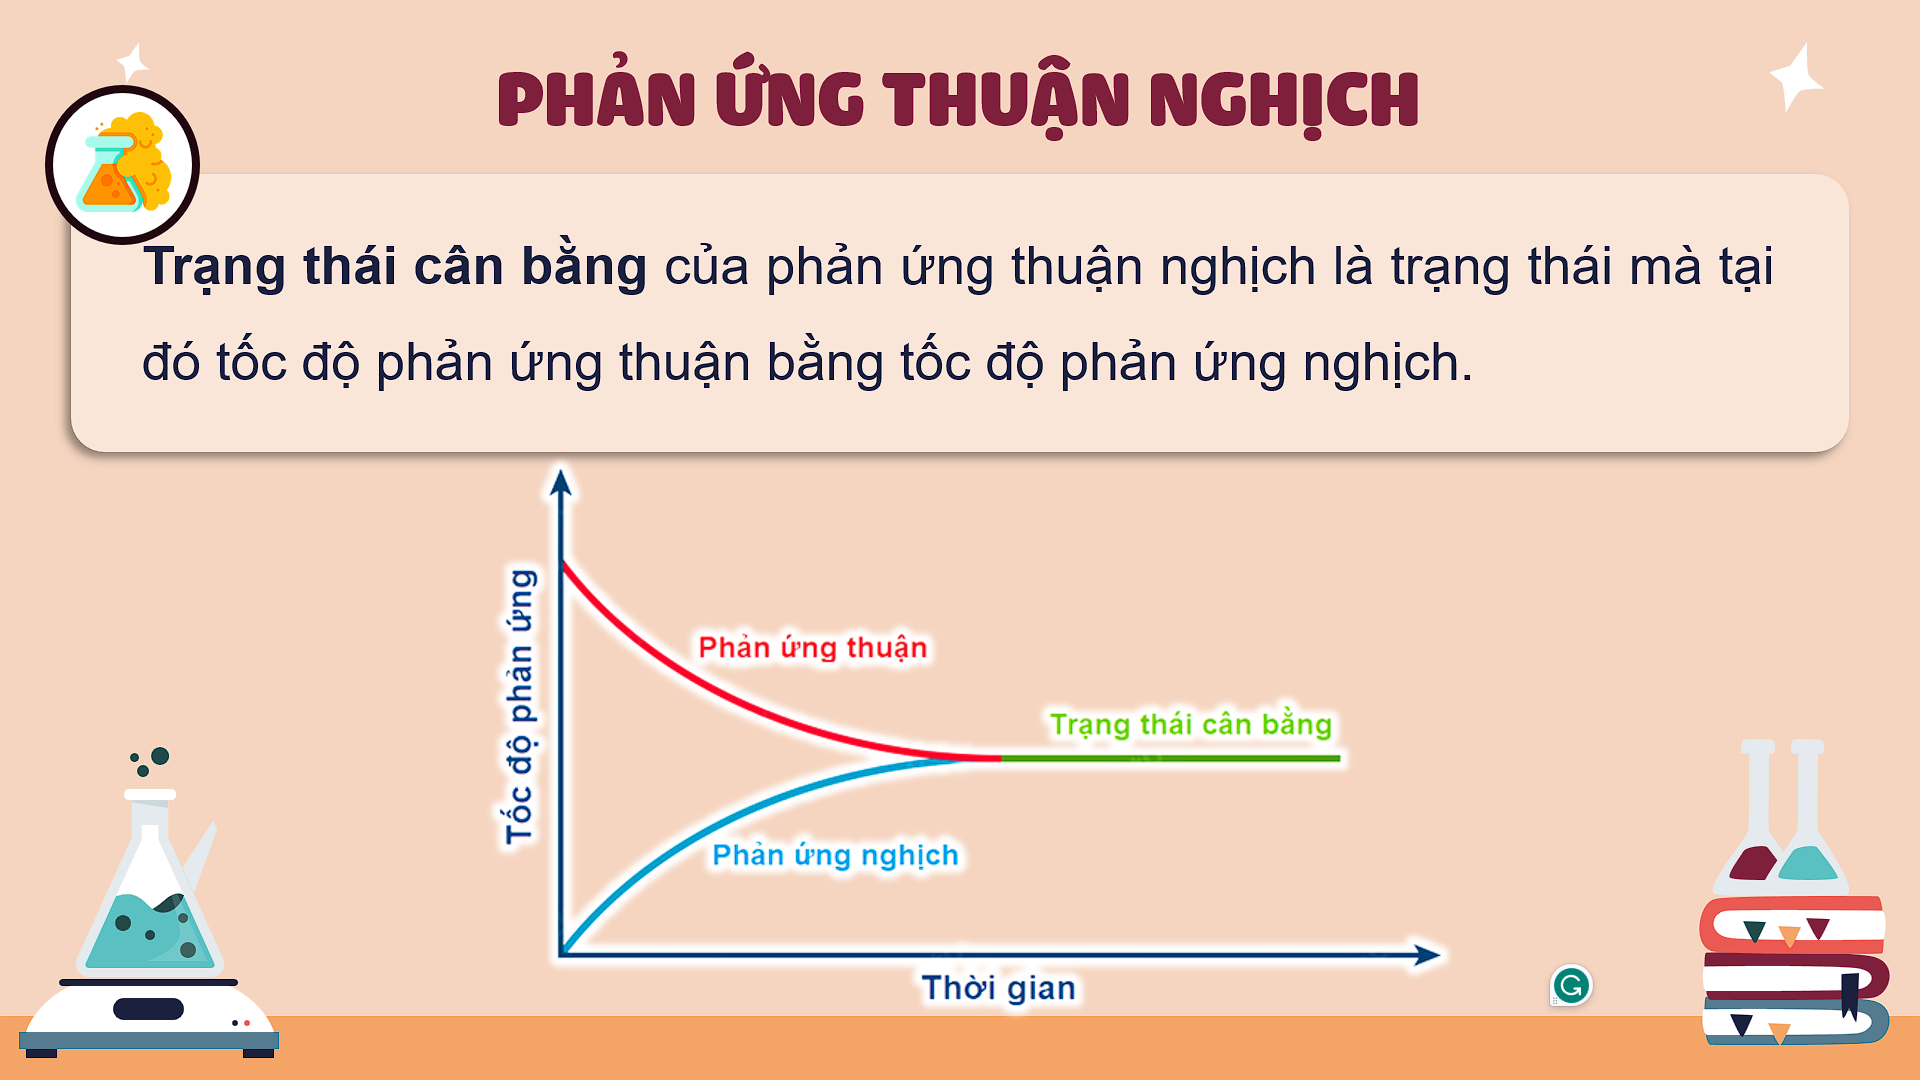 PHẢN ỨNG THUẬN NGHỊCH
Trạng thái cân bằng của phản ứng thuận nghịch là trạng thái mà tại
đó tốc độ phản ứng thuận bằng tốc độ phản ứng nghịch.
Tốc độ phản ứng
Phản ứng thuận
Trạng thái cân bằng
Phản ứng nghịch
Thời gian